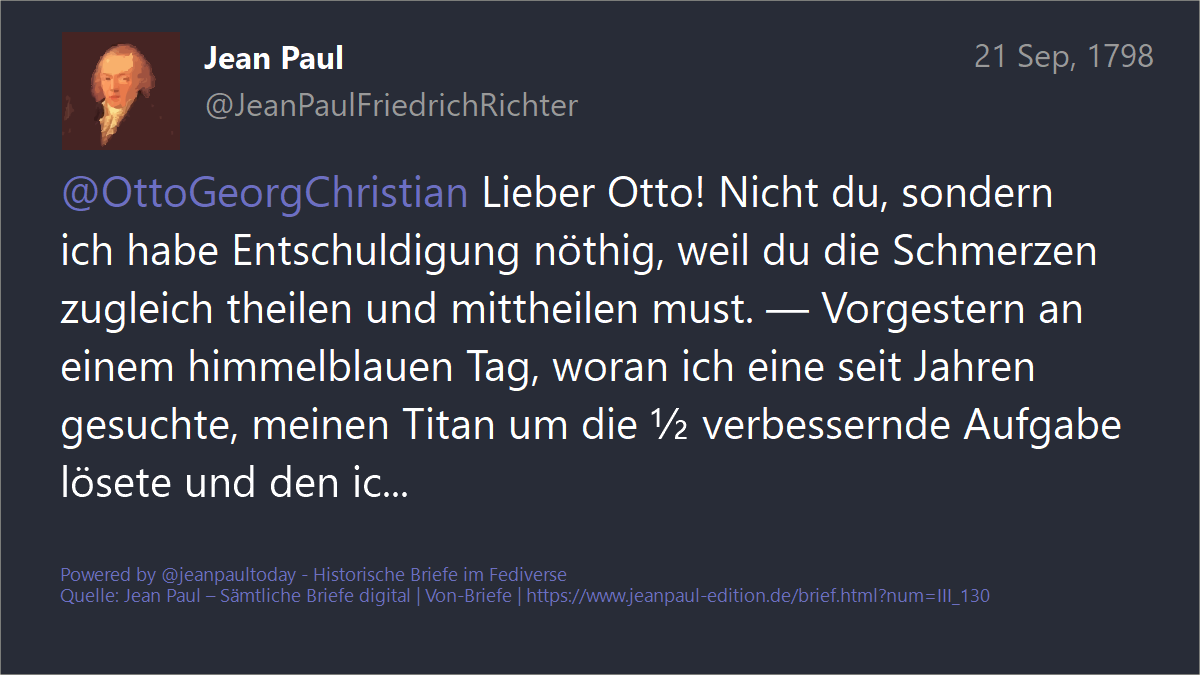 Jean Paul
21 Sep, 1798
@JeanPaulFriedrichRichter
@OttoGeorgChristian Lieber Otto! Nicht du, sondern
ich habe Entschuldigung nöthig, weil du die Schmerzen
zugleich theilen und mittheilen must. — Vorgestern an
einem himmelblauen Tag, woran ich eine seit Jahren
gesuchte, meinen Titan um die ½ verbessernde Aufgabe
lösete und den ic...
Powered by @jeanpaultoday - Historische Briefe im Fediverse
Quelle: Jean Paul – Sämtliche Briefe digital | Von-Briefe | https://www.jeanpaul-edition.de/brief.html?num=III_130